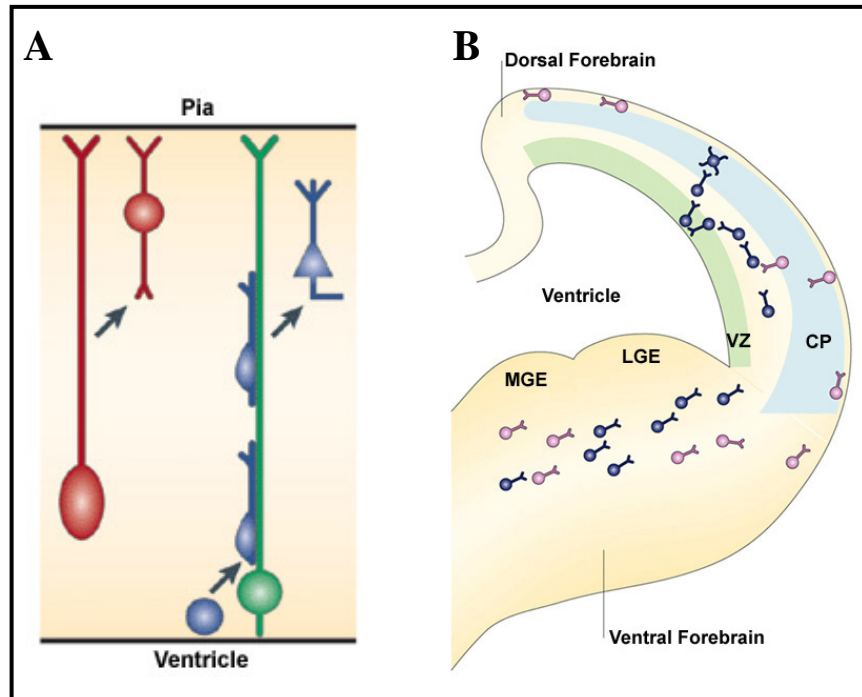 A
Pia
Ventricle
B
Dorsal Forebrain
Ventricle
VZ
CP
LGE
MGE
Ventral Forebrain